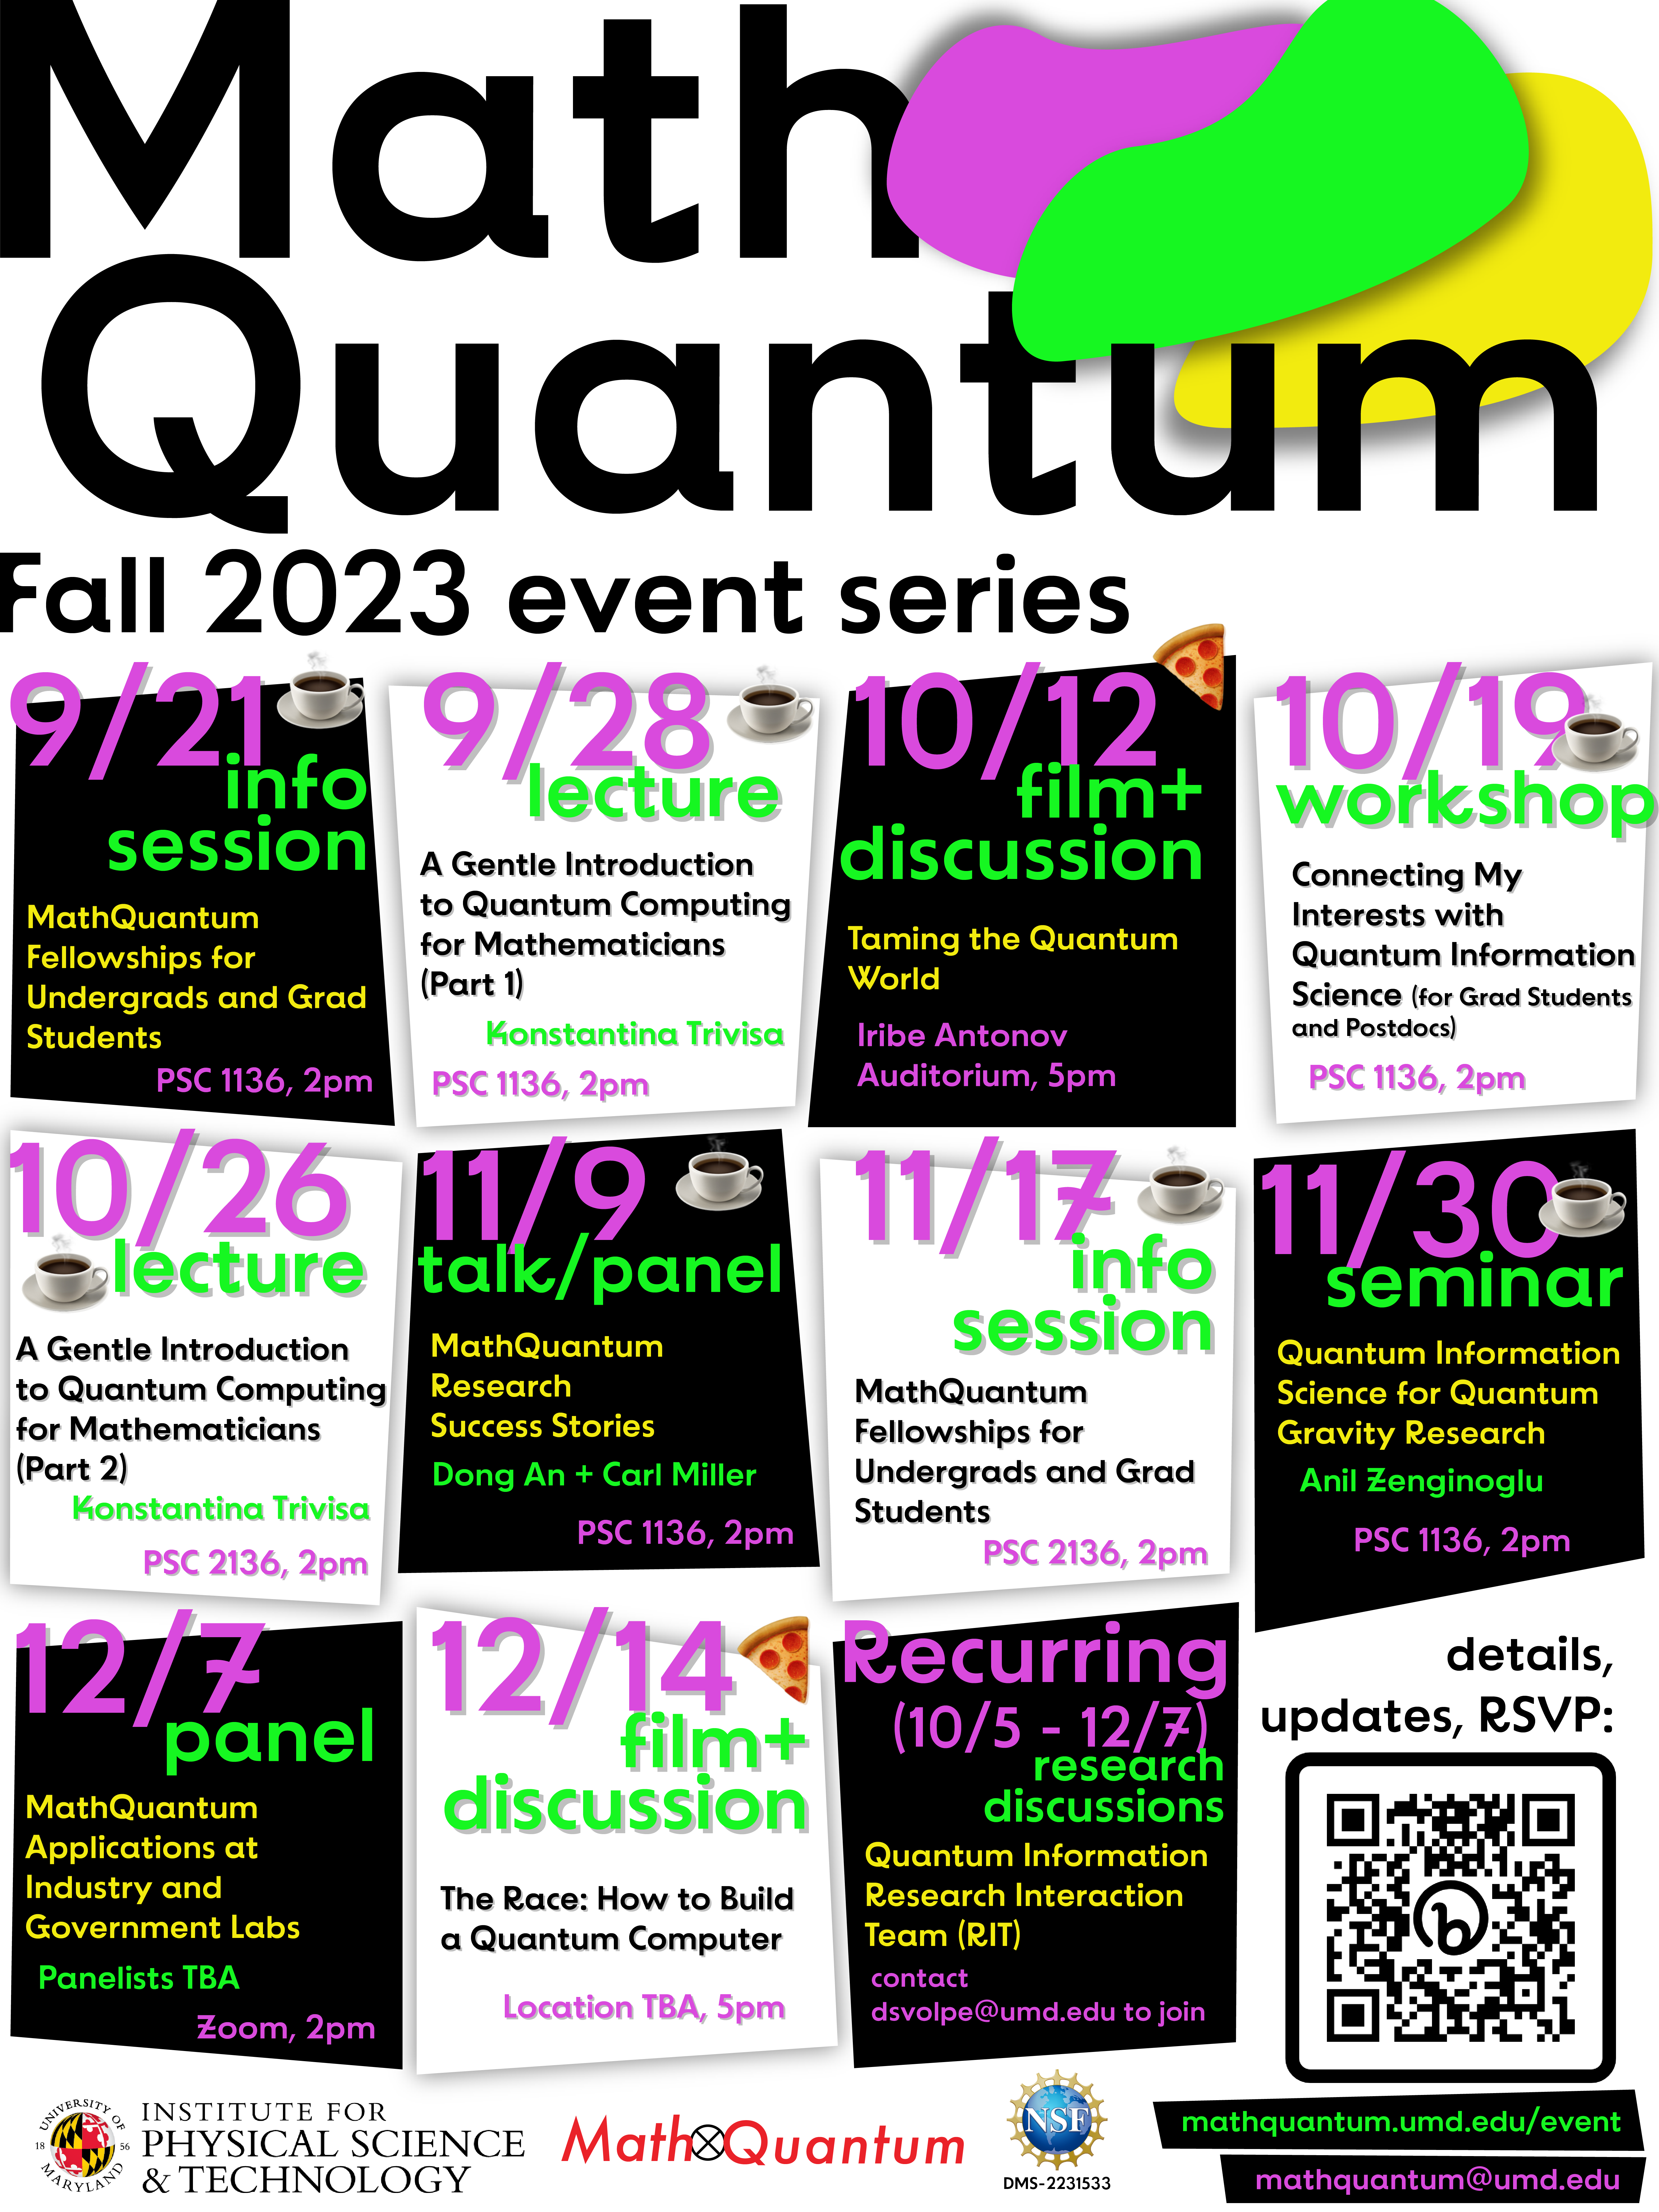 Math
Quantum
Fall 2023 event series
9/21
info
session
MathQuantum
Fellowships for
Undergrads and Grad
Students
PSC 1136, 2pm
9/28
lecture
A Gentle Introduction
to Quantum Computing
for Mathematicians
(Part 1)
Konstantina Trivisa
PSC 1136, 2pm
10/12
film+
discussion
Taming the Quantum
World
Iribe Antonov
Auditorium, 5pm
10/19
workshop
Connecting My
Interests with
Quantum Information
Science (for Grad Students
and Postdocs)
PSC 1136, 2pm
10/26
lecture
A Gentle Introduction
to Quantum Computing
for Mathematicians
(Part 2)
Konstantina Trivisa
PSC 2136, 2pm
11/9
talk/panel
MathQuantum
Research
Success Stories
Dong An + Carl Miller
PSC 1136, 2pm
11/17
info
session
MathQuantum
Fellowships for
Undergrads and Grad
Students
PSC 2136, 2pm
11/30
seminar
Quantum Information
Science for Quantum
Gravity Research
Anil Zenginoglu
PSC 1136, 2pm
12/7
panel
MathQuantum
Applications at
Industry and
Government Labs
Panelists TBA
Zoom, 2pm
12/14
film+
discussion
The Race: How to Build
a Quantum Computer
Location TBA, 5pm
Recurring
(10/5 - 12/7)
research
discussions
Quantum Information
Research Interaction
Team (RIT)
contact
dsvolpe@umd.edu to join
details,
updates, RSVP:
b
UNIVERSITY OF
18 56
MARYLAND
INSTITUTE FOR
PHYSICAL SCIENCE
& TECHNOLOGY
Math⊗Quantum
NSF
DMS-2231533
mathquantum.umd.edu/event
mathquantum@umd.edu